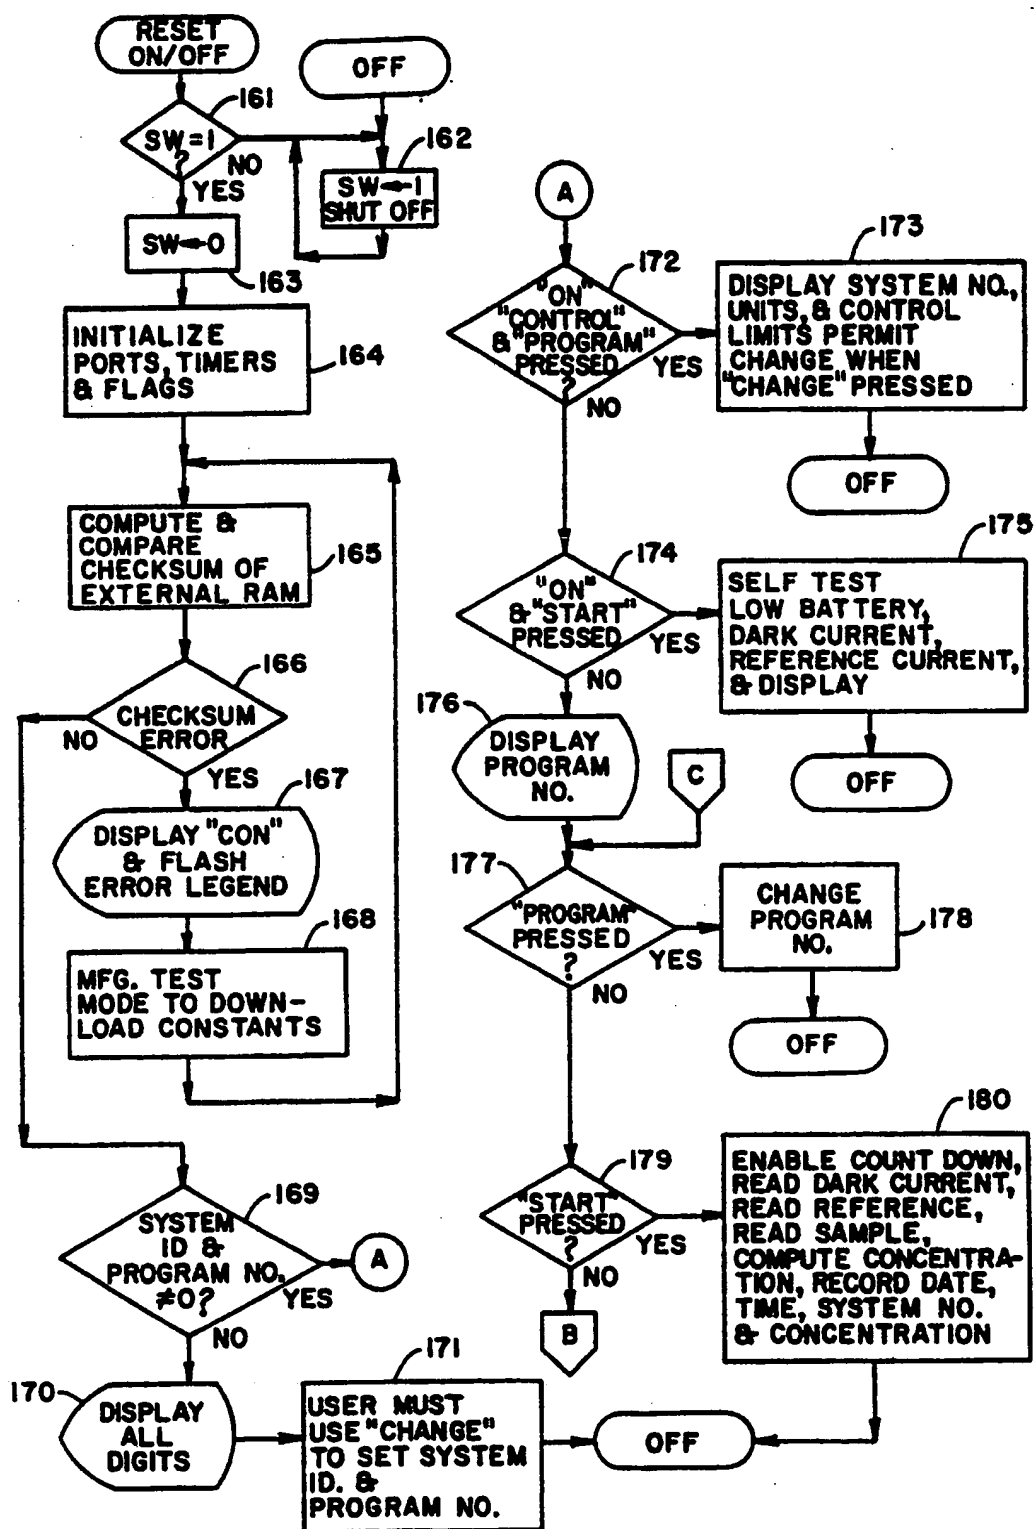 RESET
ON/OFF
OFF
161
SW=1
?
NO
YES
162
SW←1
SHUT OFF
SW←0
163
INITIALIZE
PORTS, TIMERS
& FLAGS
164
COMPUTE &
COMPARE
CHECKSUM OF
EXTERNAL RAM
165
166
CHECKSUM
ERROR
NO
YES
167
DISPLAY "CON"
& FLASH
ERROR LEGEND
168
MFG. TEST
MODE TO DOWN-
LOAD CONSTANTS
169
SYSTEM
ID &
PROGRAM NO.
≠0?
YES
A
NO
170
DISPLAY
ALL
DIGITS
171
USER MUST
USE "CHANGE"
TO SET SYSTEM
ID. &
PROGRAM NO.
OFF
A
172
"ON"
"CONTROL"
& "PROGRAM"
PRESSED
?
YES
NO
173
DISPLAY SYSTEM NO.,
UNITS, & CONTROL
LIMITS PERMIT
CHANGE WHEN
"CHANGE" PRESSED
OFF
174
"ON"
& "START"
PRESSED
YES
NO
175
SELF TEST
LOW BATTERY,
DARK CURRENT,
REFERENCE CURRENT,
& DISPLAY
OFF
176
DISPLAY
PROGRAM
NO.
C
177
"PROGRAM"
PRESSED
?
YES
NO
CHANGE
PROGRAM
NO.
178
OFF
179
"START"
PRESSED
?
YES
NO
B
180
ENABLE COUNT DOWN,
READ DARK CURRENT,
READ REFERENCE,
READ SAMPLE,
COMPUTE CONCENTRA-
TION, RECORD DATE,
TIME, SYSTEM NO.
& CONCENTRATION